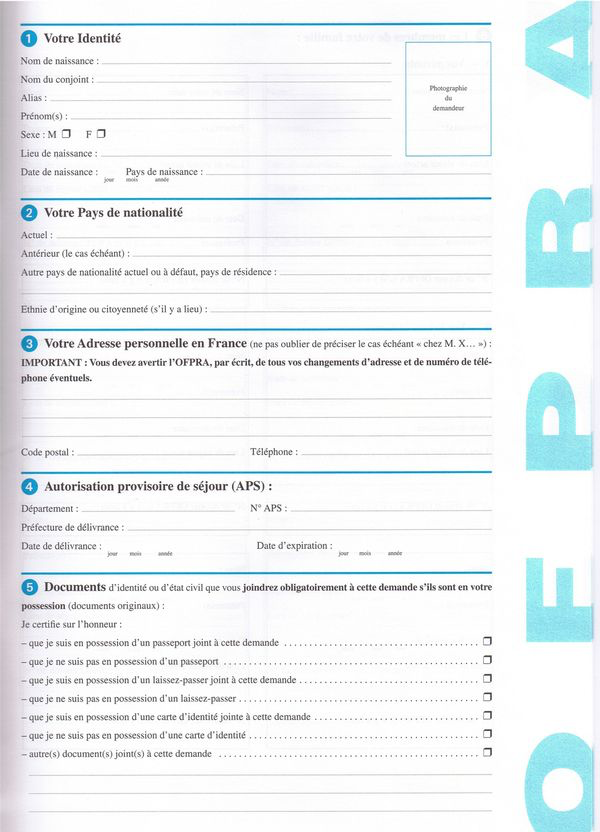 1 Votre Identité
Nom de naissance :
Nom du conjoint :
Alias :
Prénom(s) :
Sexe : M ❒ F ❒
Lieu de naissance :
Date de naissance : Pays de naissance :
jour mois année
Photographie
du
demandeur
2 Votre Pays de nationalité
Actuel :
Antérieur (le cas échéant) :
Autre pays de nationalité actuel ou à défaut, pays de résidence :
Ethnie d'origine ou citoyenneté (s'il y a lieu) :
3 Votre Adresse personnelle en France (ne pas oublier de préciser le cas échéant « chez M. X… ») :
IMPORTANT : Vous devez avertir l'OFPRA, par écrit, de tous vos changements d'adresse et de numéro de télé-
phone éventuels.
Code postal : Téléphone :
4 Autorisation provisoire de séjour (APS) :
Département : N° APS :
Préfecture de délivrance :
Date de délivrance : Date d'expiration :
jour mois année jour mois année
5 Documents d'identité ou d'état civil que vous joindrez obligatoirement à cette demande s'ils sont en votre
possession (documents originaux) :
Je certifie sur l'honneur :
– que je suis en possession d'un passeport joint à cette demande ❒
– que je ne suis pas en possession d'un passeport ❒
– que je suis en possession d'un laissez-passer joint à cette demande ❒
– que je ne suis pas en possession d'un laissez-passer ❒
– que je suis en possession d'une carte d'identité jointe à cette demande ❒
– que je ne suis pas en possession d'une carte d'identité ❒
– autre(s) document(s) joint(s) à cette demande ❒
OFPRA